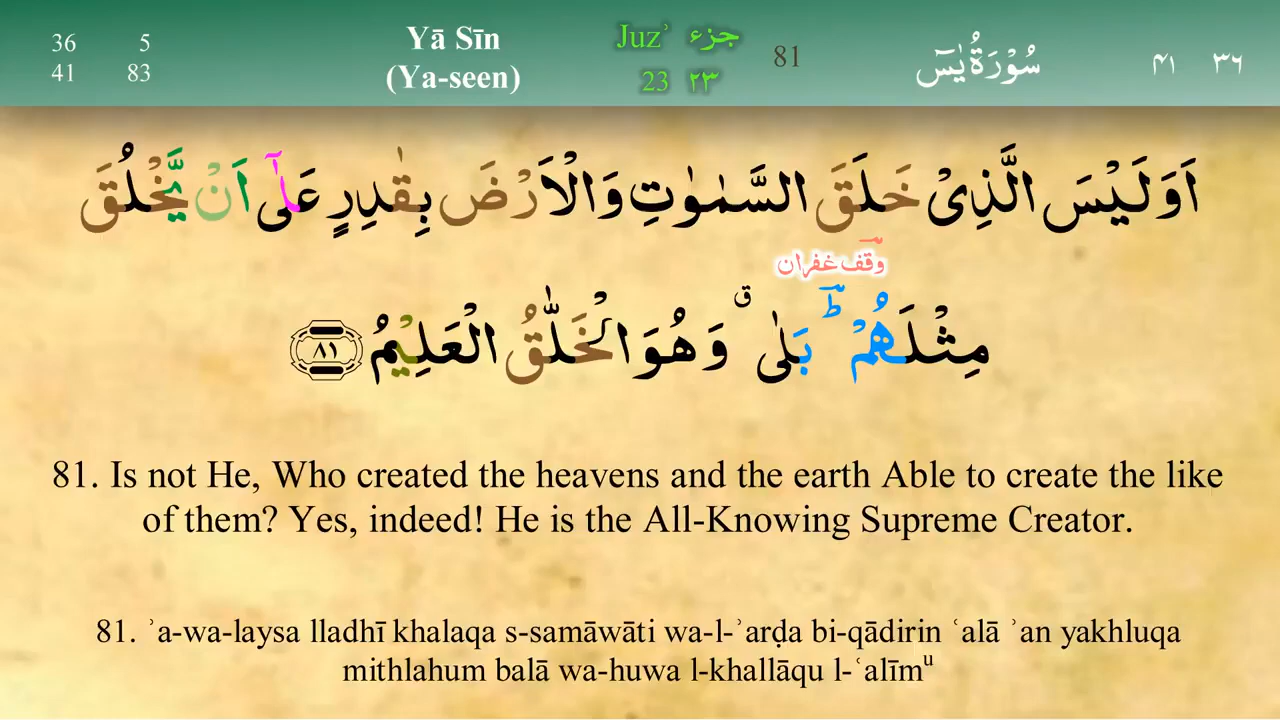 36 5 Yā Sīn Juzʾ جزء 81 سُوْرَةُ يٰسٓ ٤١ ٣٦
41 83 (Ya-seen) 23 ٢٣
اَوَلَيْسَ الَّذِىْ خَلَقَ السَّمٰوٰتِ وَالْاَرْضَ بِقٰدِرٍ عَلٰٓى اَنْ يَّخْلُقَ
وقف غفران
مِثْلَهُمْ ؕ بَلٰى ۗ وَهُوَ الْخَلّٰقُ الْعَلِيْمُ ٨١
81. Is not He, Who created the heavens and the earth Able to create the like
of them? Yes, indeed! He is the All-Knowing Supreme Creator.
81. ʾa-wa-laysa lladhī khalaqa s-samāwāti wa-l-ʾarḍa bi-qādirin ʿalā ʾan yakhluqa
mithlahum balā wa-huwa l-khallāqu l-ʿalīmᵘ